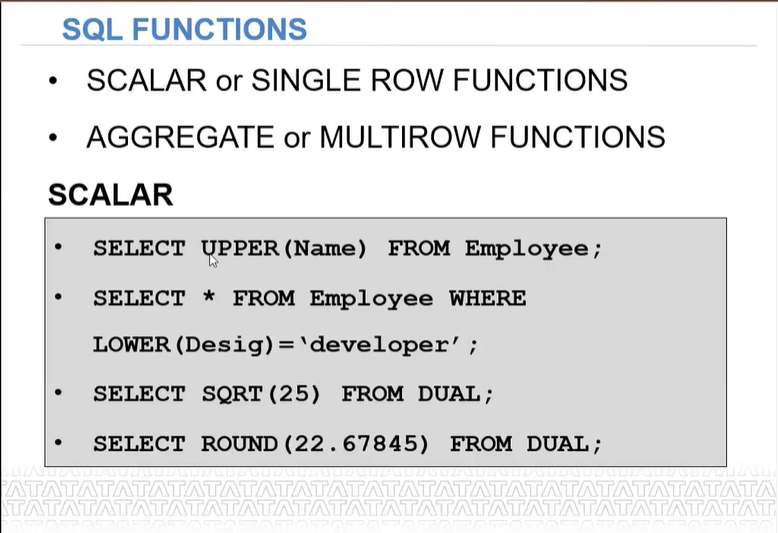 SQL FUNCTIONS
• SCALAR or SINGLE ROW FUNCTIONS
• AGGREGATE or MULTIROW FUNCTIONS
SCALAR
• SELECT UPPER(Name) FROM Employee;
• SELECT * FROM Employee WHERE
LOWER(Desig)=‘developer’;
• SELECT SQRT(25) FROM DUAL;
• SELECT ROUND(22.67845) FROM DUAL;